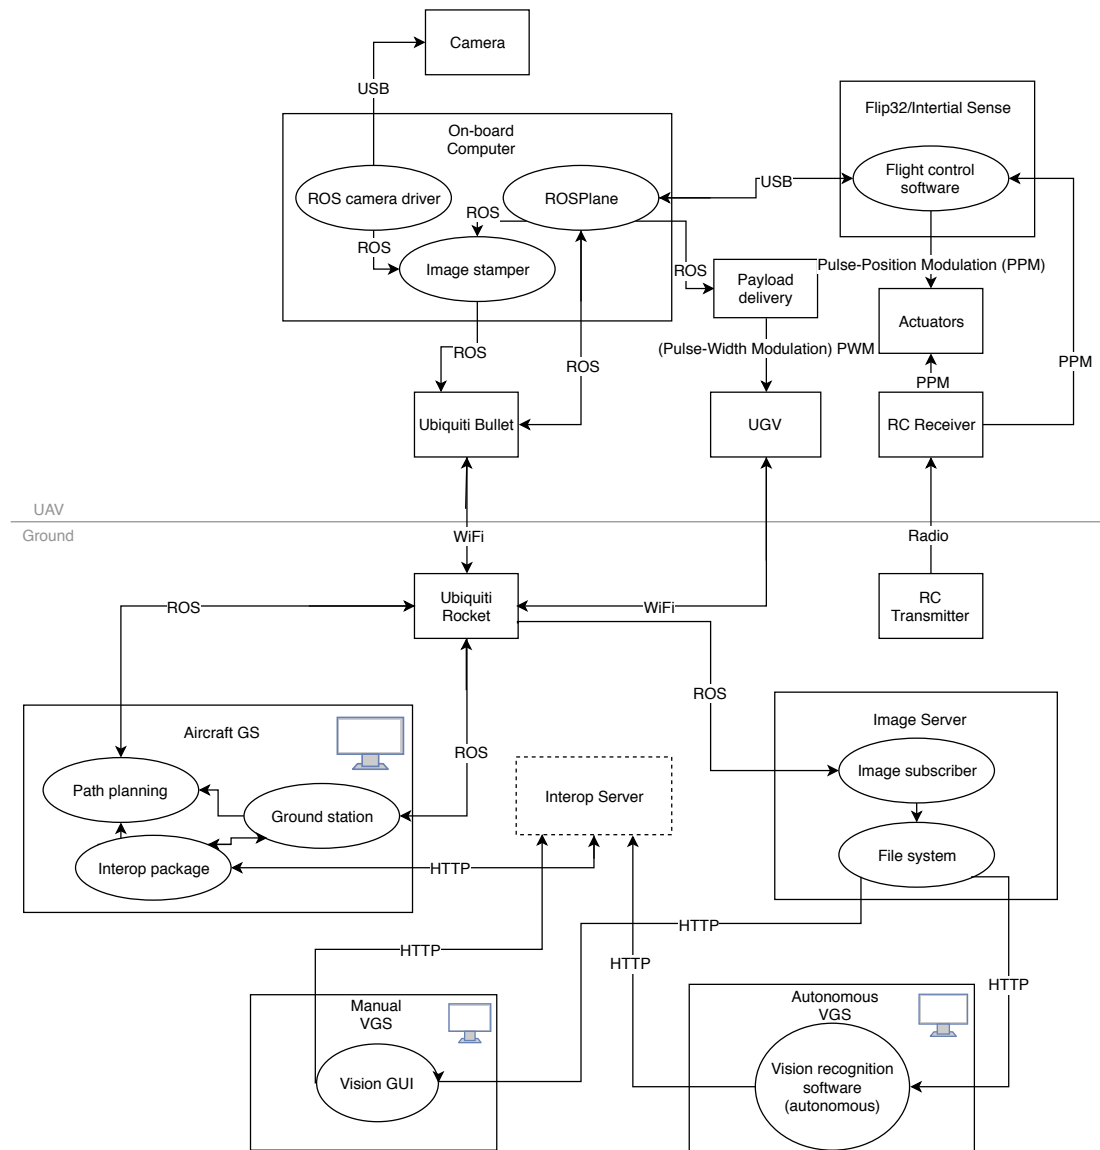 Camera
USB
Flip32/Intertial Sense
On-board
Computer
Flight control
software
ROS camera driver
ROSPlane
USB
ROS
ROS
Image stamper
ROS
Pulse-Position Modulation (PPM)
Payload
delivery
Actuators
(Pulse-Width Modulation) PWM
ROS
ROS
PPM
PPM
Ubiquiti Bullet
UGV
RC Receiver
UAV
Ground
WiFi
Radio
Ubiquiti
Rocket
ROS
WiFi
RC
Transmitter
ROS
Aircraft GS
Image Server
ROS
Image subscriber
Path planning
Interop Server
Ground station
File system
Interop package
HTTP
HTTP
HTTP
HTTP
HTTP
Manual
VGS
Autonomous
VGS
Vision GUI
Vision recognition
software
(autonomous)